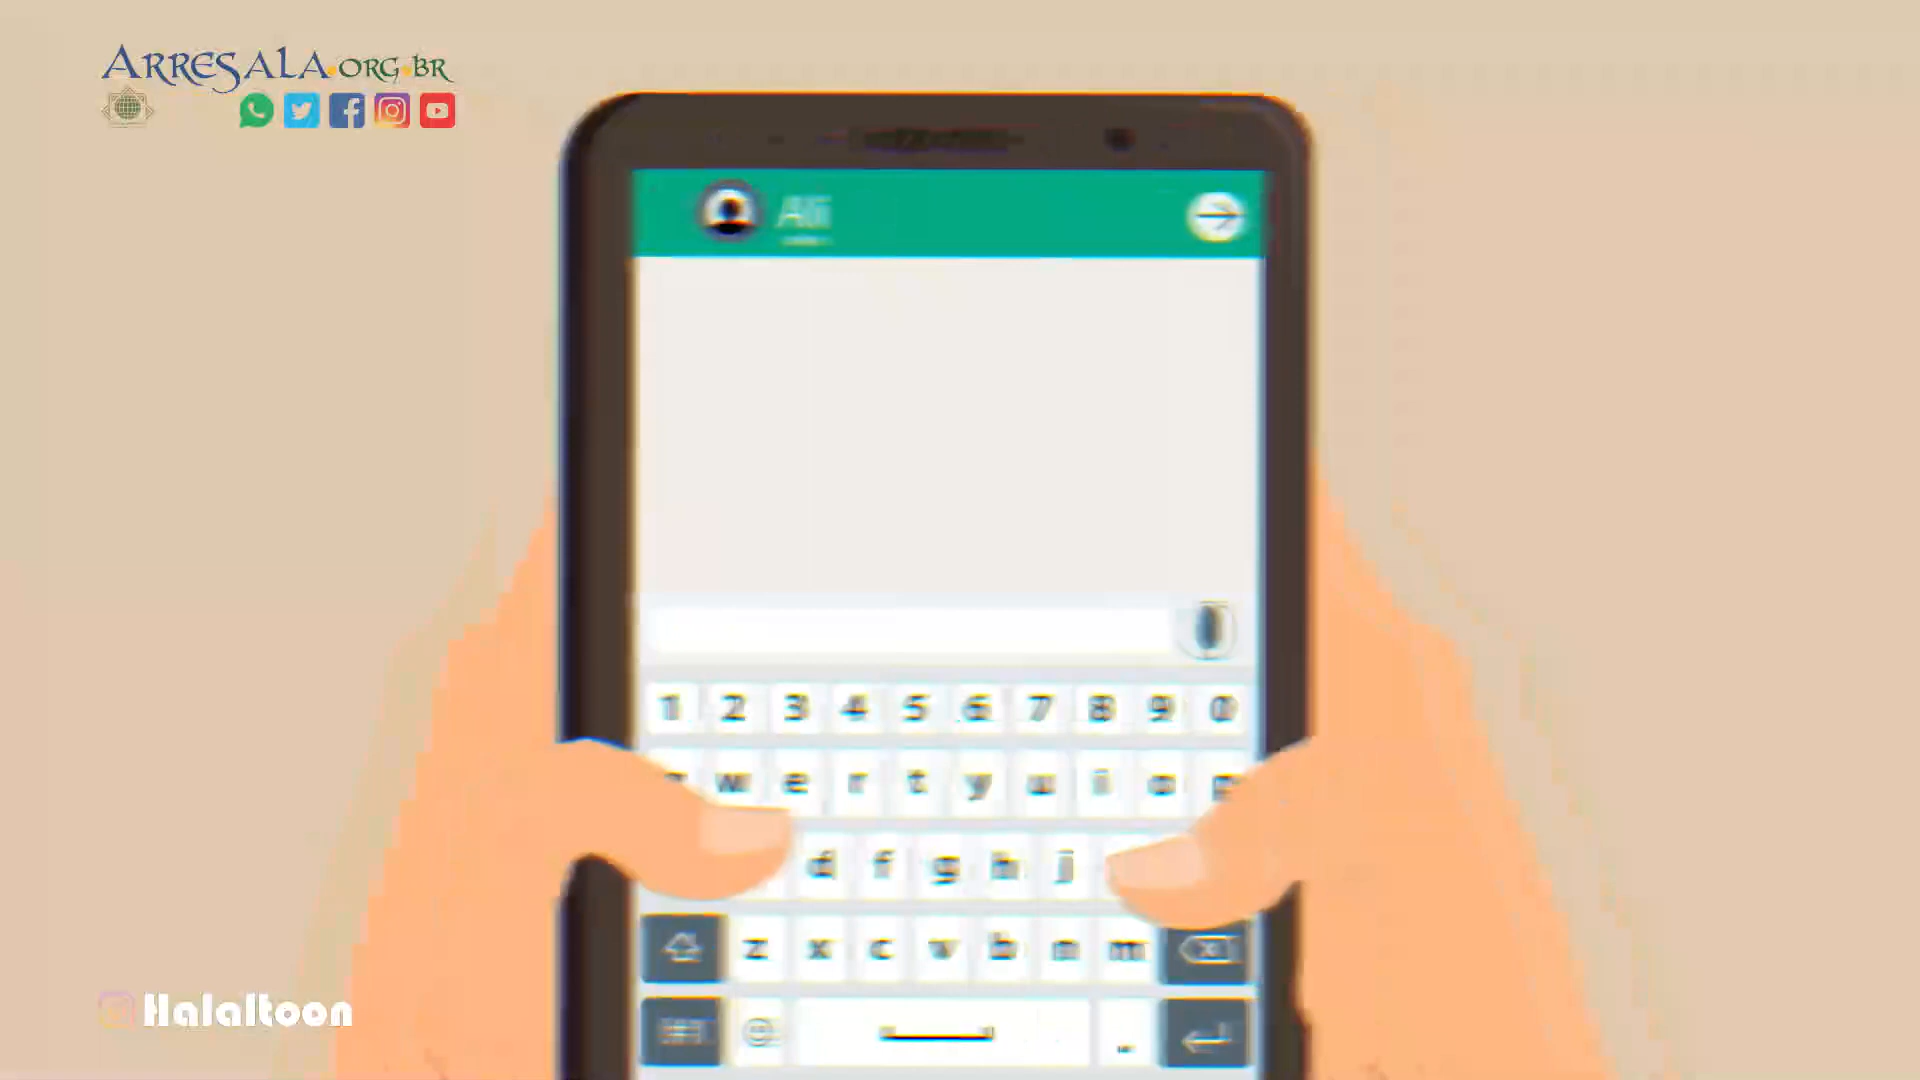 ARRESALA.ORG.BR
Ali
1 2 3 4 5 6 7 8 9 0
w e r t y u i o p
d f g h j
z x c v b n m
Halaltoon